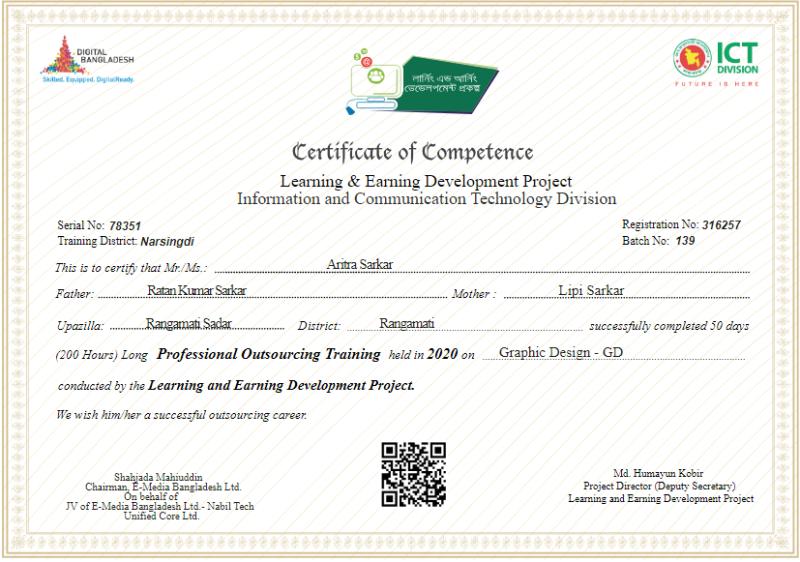 DIGITAL
BANGLADESH
Skilled. Equipped. DigitalReady.
লার্নিং এন্ড আর্নিং
ডেভেলপমেন্ট প্রকল্প
ICT
DIVISION
FUTURE IS HERE
Certificate of Competence
Learning & Earning Development Project
Information and Communication Technology Division
Serial No: 78351
Registration No: 316257
Training District: Narsingdi
Batch No: 139
This is to certify that Mr./Ms.: Aritra Sarkar
Father: Ratan Kumar Sarkar Mother : Lipi Sarkar
Upazilla: Rangamati Sadar District: Rangamati successfully completed 50 days
(200 Hours) Long Professional Outsourcing Training held in 2020 on Graphic Design - GD
conducted by the Learning and Earning Development Project.
We wish him/her a successful outsourcing career.
Shahjada Mahiuddin
Chairman, E-Media Bangladesh Ltd.
On behalf of
JV of E-Media Bangladesh Ltd.- Nabil Tech
Unified Core Ltd.
Md. Humayun Kobir
Project Director (Deputy Secretary)
Learning and Earning Development Project